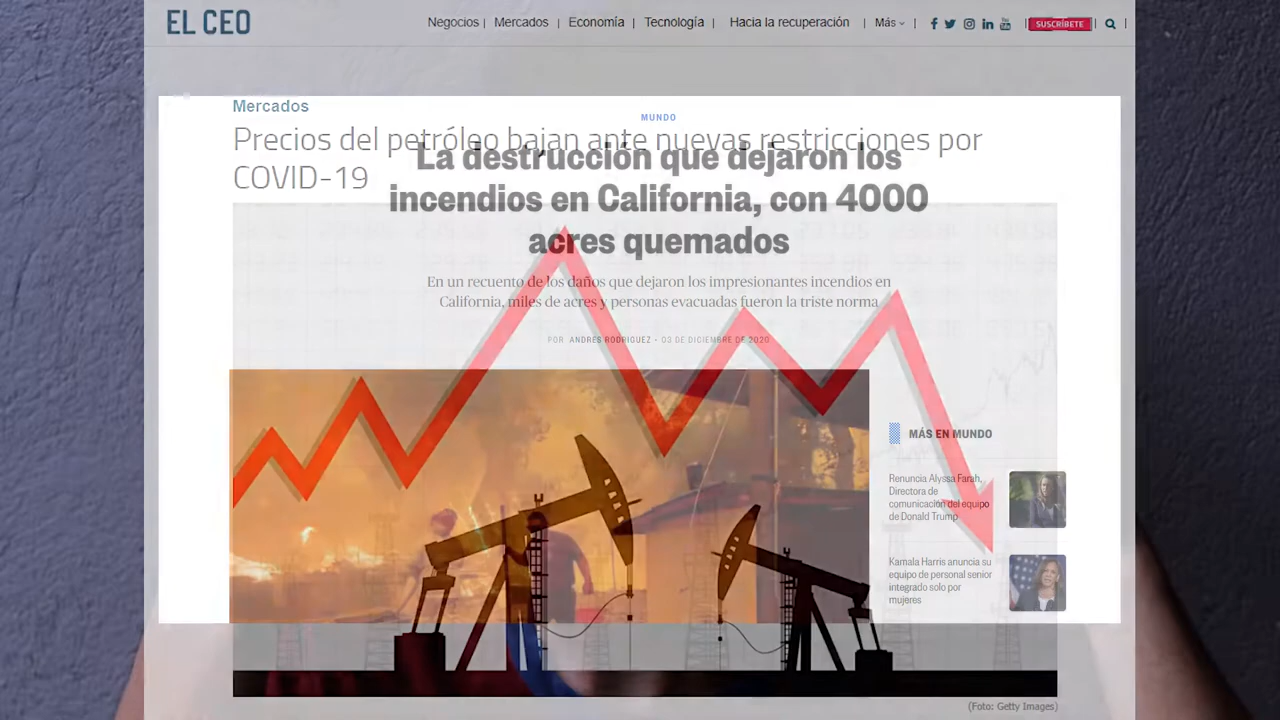 EL CEO
Negocios | Mercados | Economía | Tecnología | Hacia la recuperación | Más |
SUSCRÍBETE
Mercados
Precios del petróleo bajan ante nuevas restricciones por
COVID-19
MUNDO
La destrucción que dejaron los
incendios en California, con 4000
acres quemados
En un recuento de los daños que dejaron los impresionantes incendios en
California, miles de acres y personas evacuadas fueron la triste norma
POR ANDRES RODRIGUEZ - 03 DE DICIEMBRE DE 2020
MÁS EN MUNDO
Renuncia Alyssa Farah,
Directora de
comunicación del equipo
de Donald Trump
Kamala Harris anuncia su
equipo de personal senior
integrado solo por
mujeres
(Foto: Getty Images)